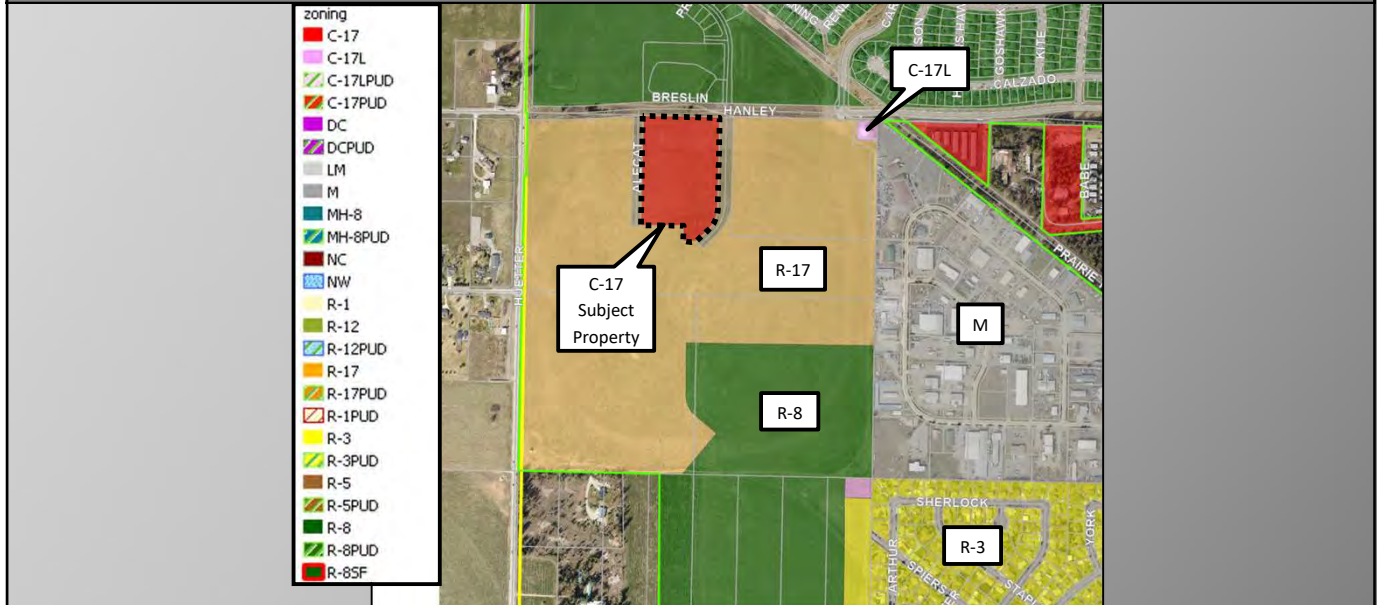 zoning
C-17
C-17L
C-17LPUD
C-17PUD
DC
DCPUD
LM
M
MH-8
MH-8PUD
NC
NW
R-1
R-12
R-12PUD
R-17
R-17PUD
R-1PUD
R-3
R-3PUD
R-5
R-5PUD
R-8
R-8PUD
R-8SF
GOSHAWK
KITE
CALZADO
C-17L
BRESLIN
HANLEY
ALECAT
BABE
PRAIRIE
HUETTER
R-17
C-17
Subject
Property
M
R-8
SHERLOCK
R-3
YORK
ARTHUR
SPIERS